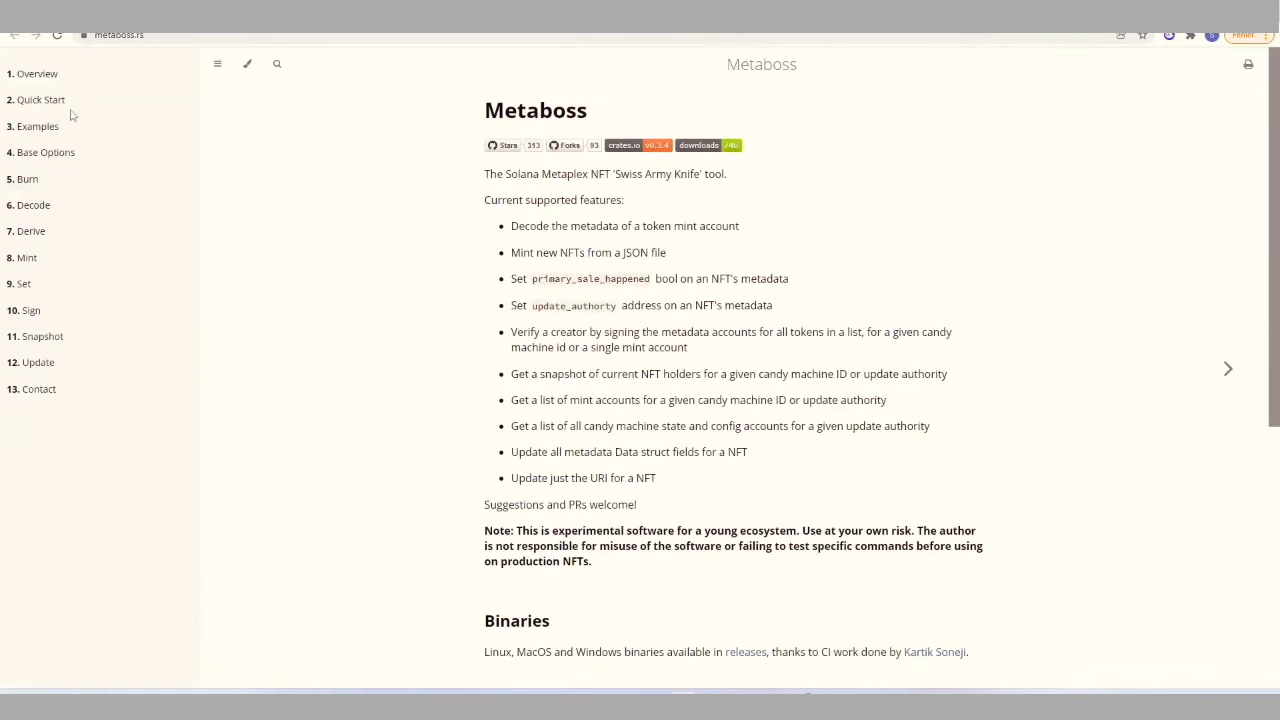 metaboss.rs
1. Overview
2. Quick Start
3. Examples
4. Base Options
5. Burn
6. Decode
7. Derive
8. Mint
9. Set
10. Sign
11. Snapshot
12. Update
13. Contact
Metaboss
Metaboss
Stars 313 Forks 93 crates.io v0.3.4 downloads 746
The Solana Metaplex NFT 'Swiss Army Knife' tool.
Current supported features:
Decode the metadata of a token mint account
Mint new NFTs from a JSON file
Set primary_sale_happened bool on an NFT's metadata
Set update_authorty address on an NFT's metadata
Verify a creator by signing the metadata accounts for all tokens in a list, for a given candy
machine id or a single mint account
Get a snapshot of current NFT holders for a given candy machine ID or update authority
Get a list of mint accounts for a given candy machine ID or update authority
Get a list of all candy machine state and config accounts for a given update authority
Update all metadata Data struct fields for a NFT
Update just the URI for a NFT
Suggestions and PRs welcome!
Note: This is experimental software for a young ecosystem. Use at your own risk. The author
is not responsible for misuse of the software or failing to test specific commands before using
on production NFTs.
Binaries
Linux, MacOS and Windows binaries available in releases, thanks to CI work done by Kartik Soneji.